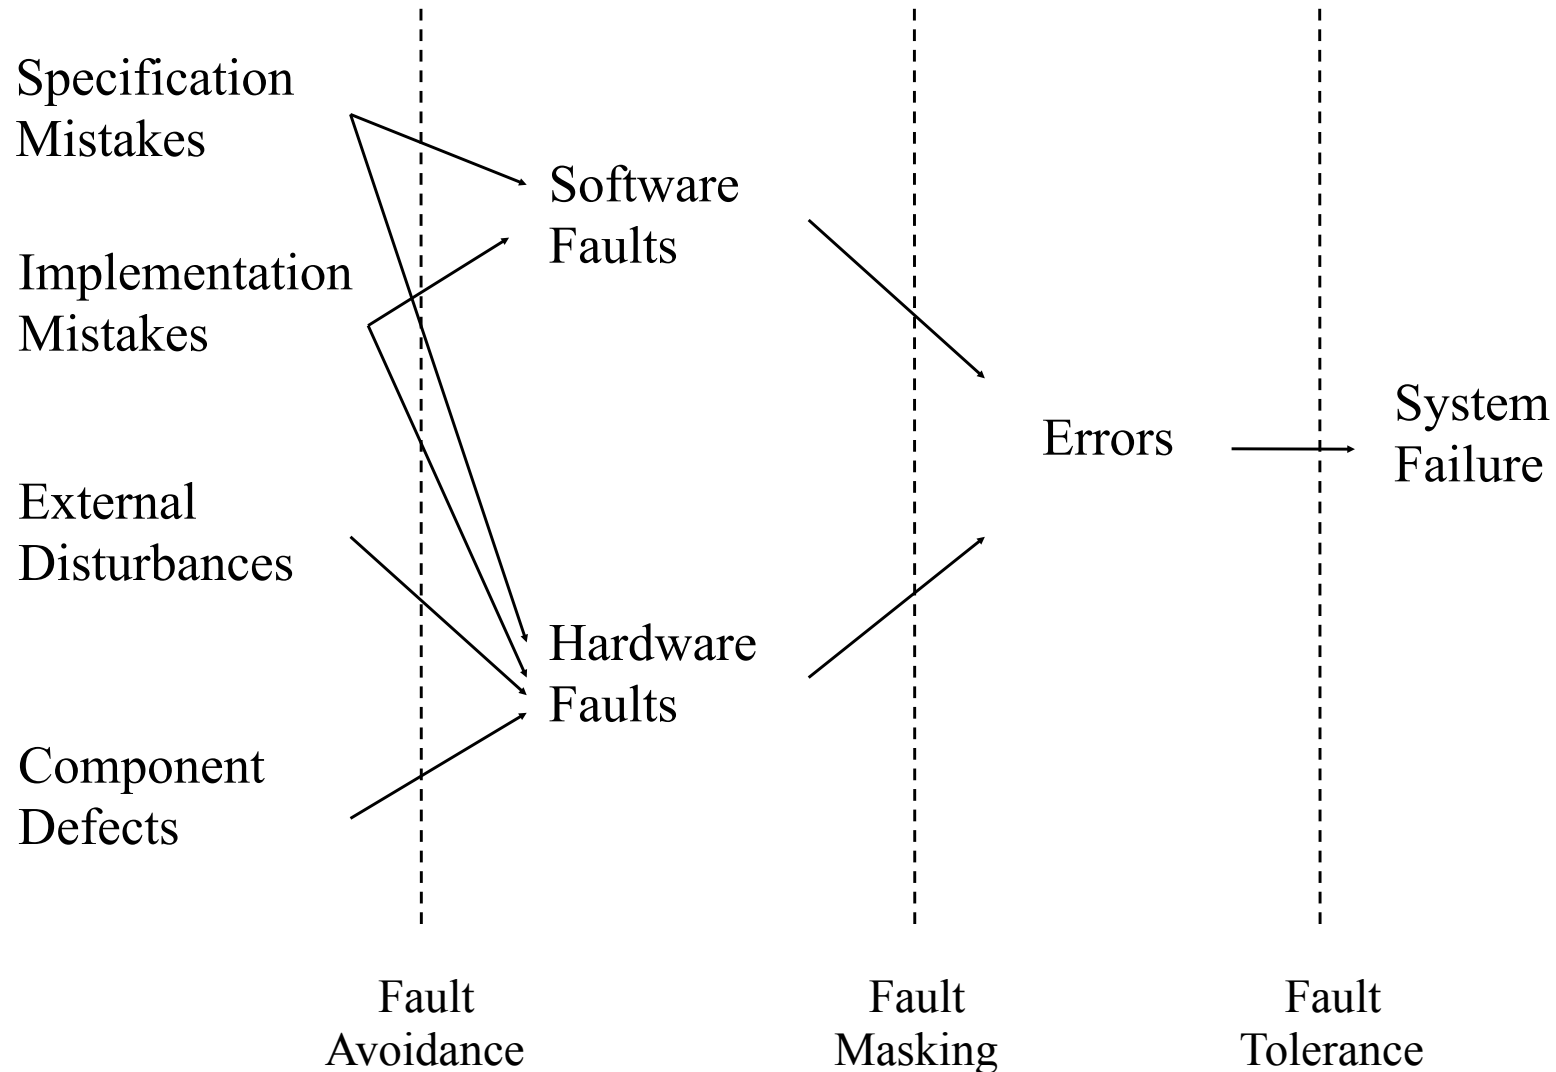 Specification
Mistakes
Software
Faults
Implementation
Mistakes
Errors
System
Failure
External
Disturbances
Hardware
Faults
Component
Defects
Fault
Avoidance
Fault
Masking
Fault
Tolerance